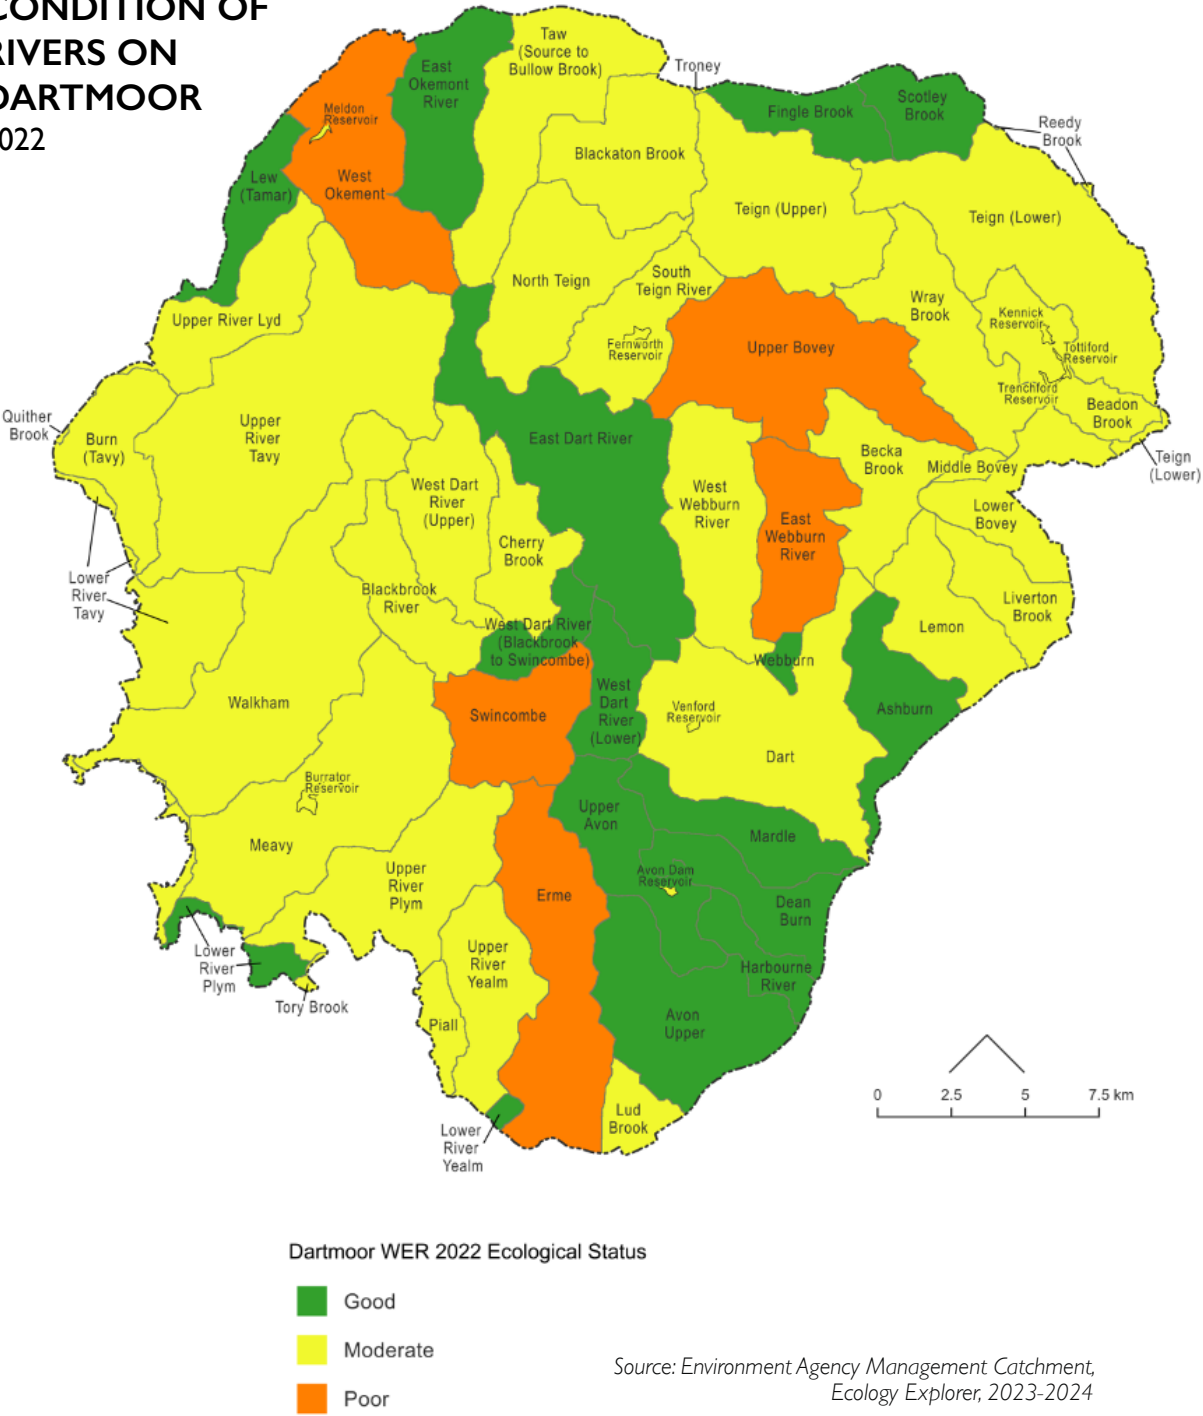 CONDITION OF
RIVERS ON
DARTMOOR
2022
Taw
(Source to
Bullow Brook)
Troney
East
Okemont
River
Fingle Brook
Scotley
Brook
Reedy
Brook
Meldon
Reservoir
Blackaton Brook
West
Okement
Lew
(Tamar)
Teign (Upper)
Teign (Lower)
North Teign
South
Teign River
Wray
Brook
Upper River Lyd
Kennick
Reservoir
Fernworth
Reservoir
Upper Bovey
Tottiford
Reservoir
Trenchford
Reservoir
Beadon
Brook
Quither
Brook
Burn
(Tavy)
Upper
River
Tavy
East Dart River
Becka
Brook
Middle Bovey
Teign
(Lower)
West Dart
River
(Upper)
West
Webburn
River
Lower
Bovey
East
Webburn
River
Cherry
Brook
Lower
River
Tavy
Blackbrook
River
Liverton
Brook
Lemon
West Dart River
(Blackbrook
to Swincombe)
Webburn
Walkham
Swincombe
West
Dart
River
(Lower)
Venford
Reservoir
Ashburn
Dart
Burrator
Reservoir
Upper
Avon
Mardle
Meavy
Upper
River
Plym
Avon Dam
Reservoir
Erme
Dean
Burn
Lower
River
Plym
Upper
River
Yealm
Harbourne
River
Tory Brook
Piall
Avon
Upper
Lud
Brook
Lower
River
Yealm
0 2.5 5 7.5 km
Dartmoor WER 2022 Ecological Status
Good
Moderate
Poor
Source: Environment Agency Management Catchment,
Ecology Explorer, 2023-2024